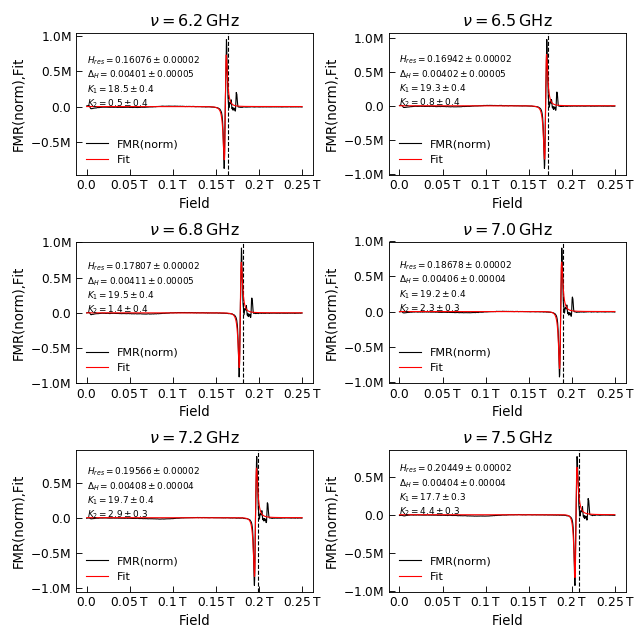 ν = 6.2 GHz
1.0M
0.5M
0.0
−0.5M
FMR(norm),Fit
H_res = 0.16076 ± 0.00002
Δ_H = 0.00401 ± 0.00005
K_1 = 18.5 ± 0.4
K_2 = 0.5 ± 0.4
FMR(norm)
Fit
0.0 0.05 T 0.1 T 0.15 T 0.2 T 0.25 T
Field
ν = 6.5 GHz
1.0M
0.5M
0.0
−0.5M
−1.0M
FMR(norm),Fit
H_res = 0.16942 ± 0.00002
Δ_H = 0.00402 ± 0.00005
K_1 = 19.3 ± 0.4
K_2 = 0.8 ± 0.4
FMR(norm)
Fit
0.0 0.05 T 0.1 T 0.15 T 0.2 T 0.25 T
Field
ν = 6.8 GHz
1.0M
0.5M
0.0
−0.5M
−1.0M
FMR(norm),Fit
H_res = 0.17807 ± 0.00002
Δ_H = 0.00411 ± 0.00005
K_1 = 19.5 ± 0.4
K_2 = 1.4 ± 0.4
FMR(norm)
Fit
0.0 0.05 T 0.1 T 0.15 T 0.2 T 0.25 T
Field
ν = 7.0 GHz
1.0M
0.5M
0.0
−0.5M
−1.0M
FMR(norm),Fit
H_res = 0.18678 ± 0.00002
Δ_H = 0.00406 ± 0.00004
K_1 = 19.2 ± 0.4
K_2 = 2.3 ± 0.3
FMR(norm)
Fit
0.0 0.05 T 0.1 T 0.15 T 0.2 T 0.25 T
Field
ν = 7.2 GHz
0.5M
0.0
−0.5M
−1.0M
FMR(norm),Fit
H_res = 0.19566 ± 0.00002
Δ_H = 0.00408 ± 0.00004
K_1 = 19.7 ± 0.4
K_2 = 2.9 ± 0.3
FMR(norm)
Fit
0.0 0.05 T 0.1 T 0.15 T 0.2 T 0.25 T
Field
ν = 7.5 GHz
0.5M
0.0
−0.5M
−1.0M
FMR(norm),Fit
H_res = 0.20449 ± 0.00002
Δ_H = 0.00404 ± 0.00004
K_1 = 17.7 ± 0.3
K_2 = 4.4 ± 0.3
FMR(norm)
Fit
0.0 0.05 T 0.1 T 0.15 T 0.2 T 0.25 T
Field